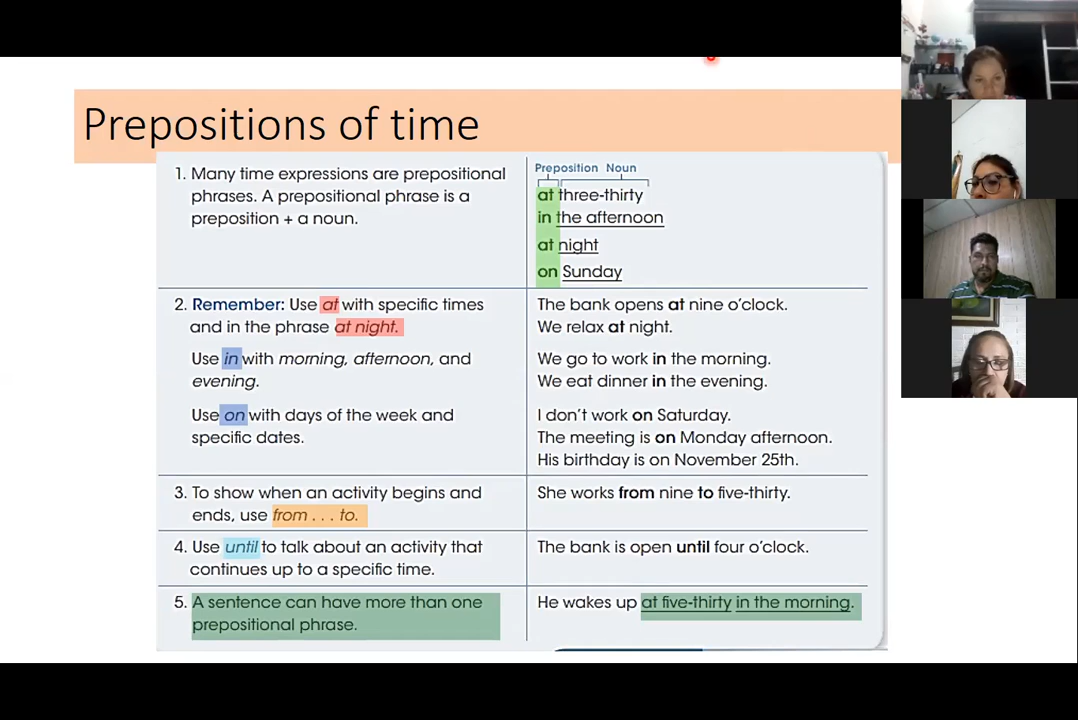 Prepositions of time
1. Many time expressions are prepositional
phrases. A prepositional phrase is a
preposition + a noun.
Preposition Noun
at three-thirty
in the afternoon
at night
on Sunday
2. Remember: Use at with specific times
and in the phrase at night.
The bank opens at nine o'clock.
We relax at night.
Use in with morning, afternoon, and
evening.
We go to work in the morning.
We eat dinner in the evening.
Use on with days of the week and
specific dates.
I don't work on Saturday.
The meeting is on Monday afternoon.
His birthday is on November 25th.
3. To show when an activity begins and
ends, use from . . . to.
She works from nine to five-thirty.
4. Use until to talk about an activity that
continues up to a specific time.
The bank is open until four o'clock.
5. A sentence can have more than one
prepositional phrase.
He wakes up at five-thirty in the morning.